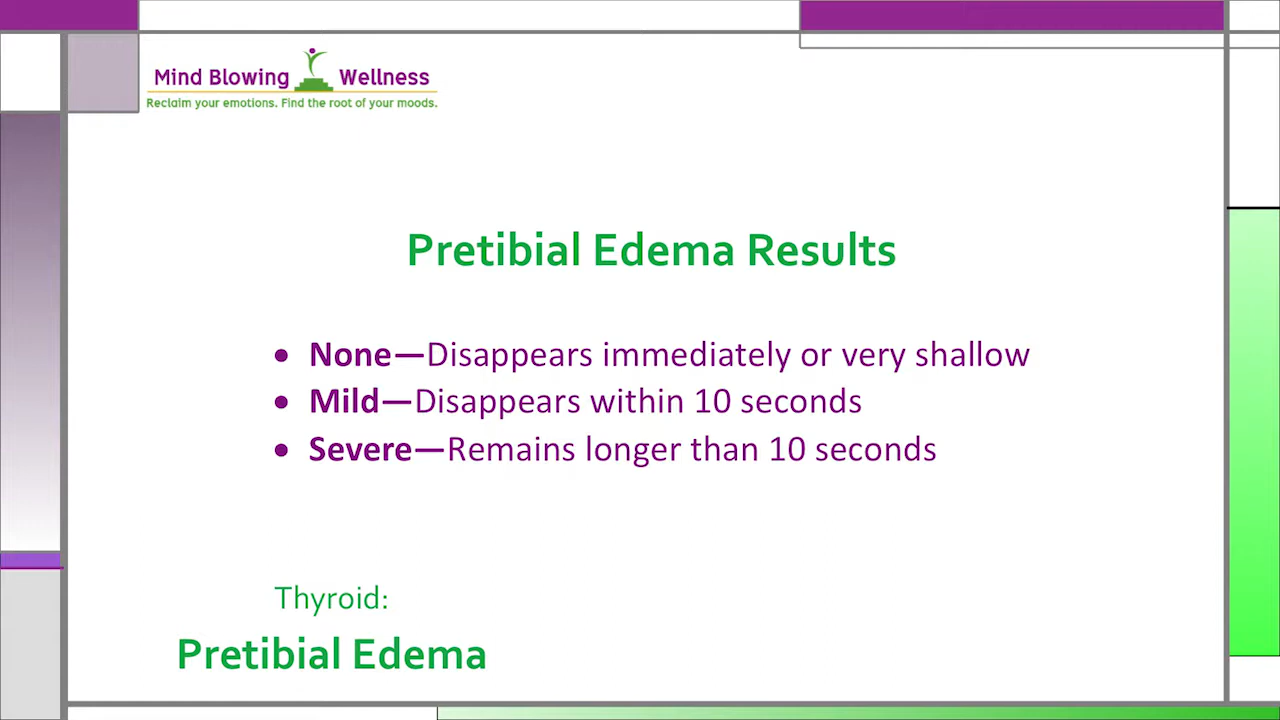 Mind Blowing Wellness
Reclaim your emotions. Find the root of your moods.
Pretibial Edema Results
• None—Disappears immediately or very shallow
• Mild—Disappears within 10 seconds
• Severe—Remains longer than 10 seconds
Thyroid:
Pretibial Edema